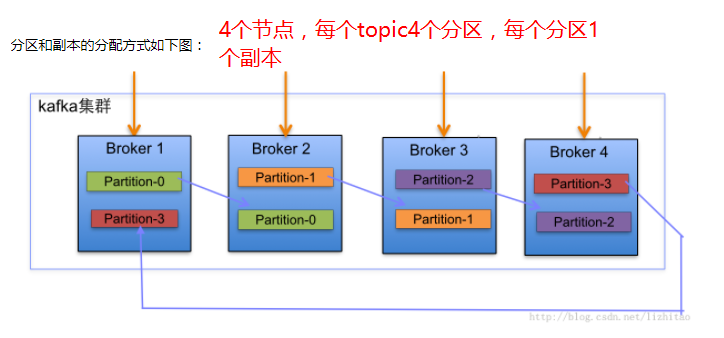 分区和副本的分配方式如下图：
4个节点，每个topic4个分区，每个分区1
个副本
kafka集群
Broker 1
Broker 2
Broker 3
Broker 4
Partition-0
Partition-1
Partition-2
Partition-3
Partition-3
Partition-0
Partition-1
Partition-2
http://blog.csdn.net/lizhitao